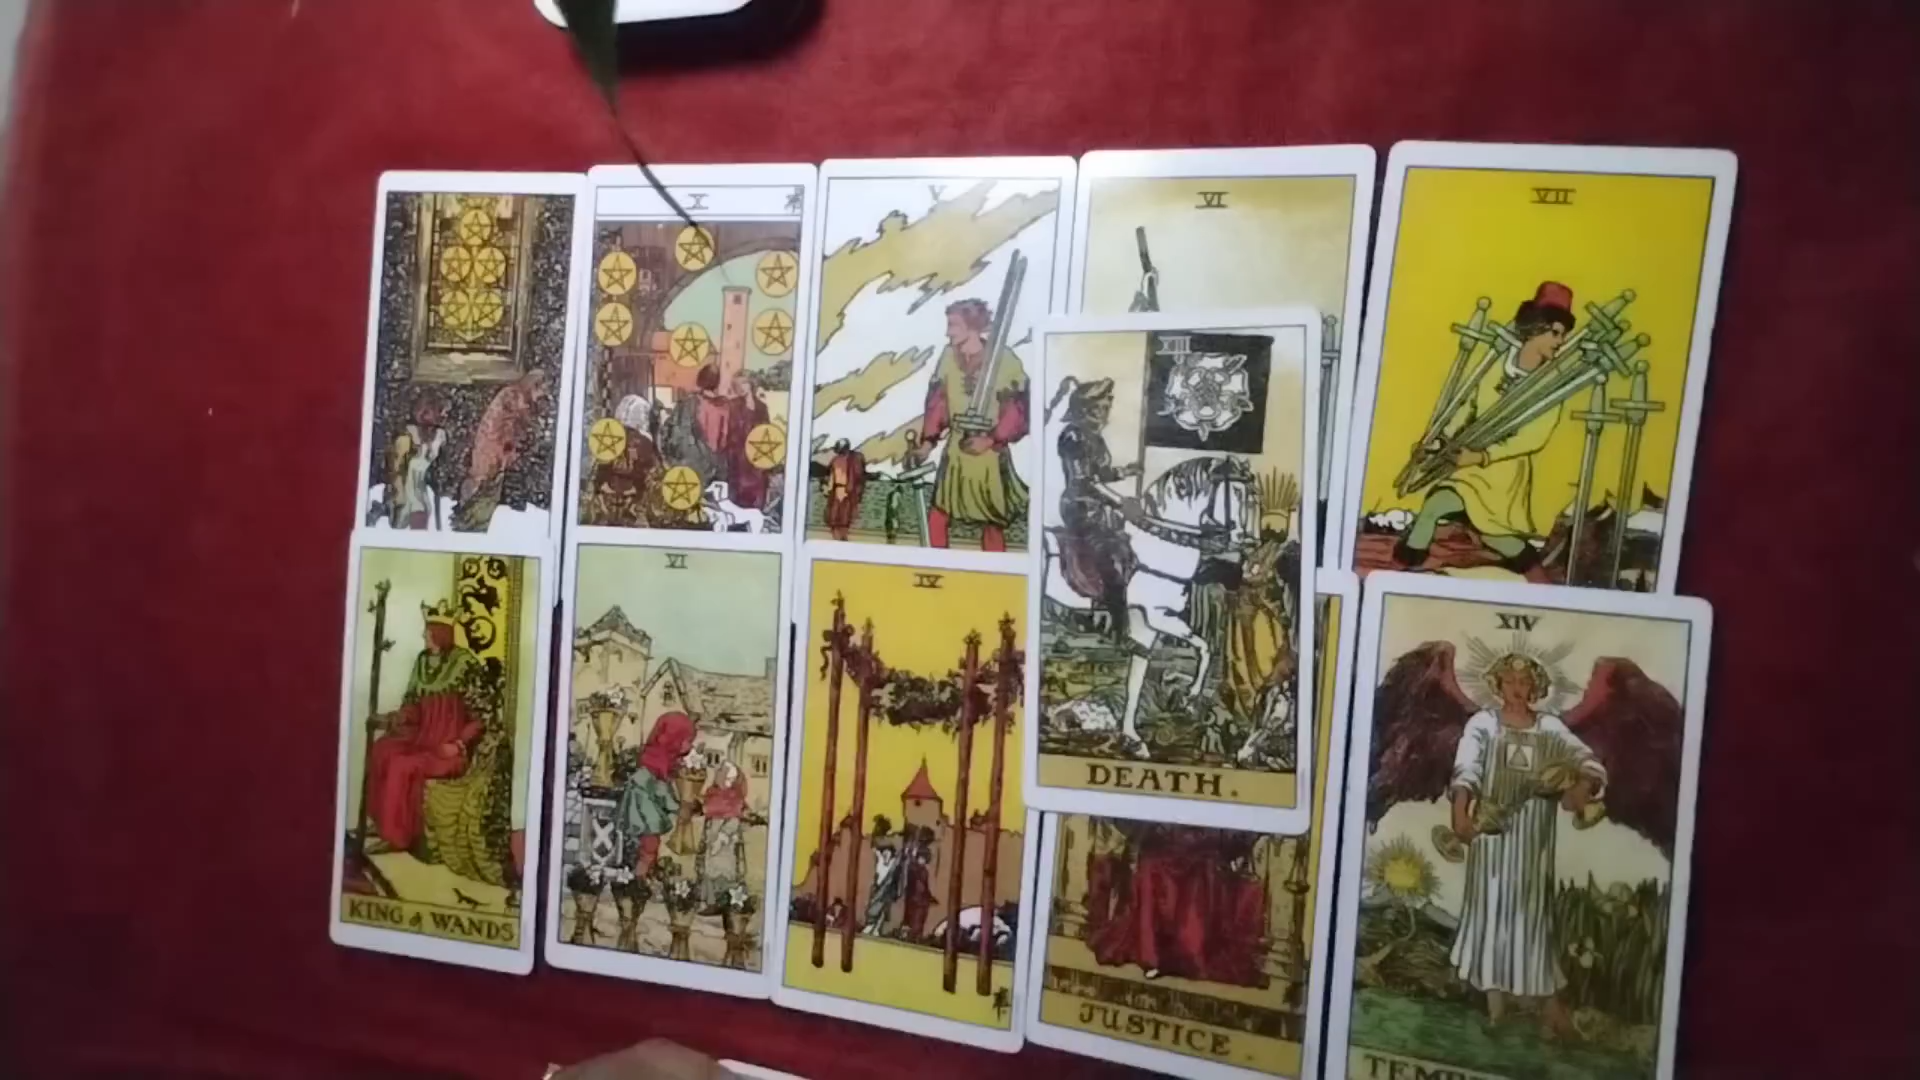 X
V
VI
VII
XIII
KING of WANDS
VI
IV
DEATH.
JUSTICE.
XIV